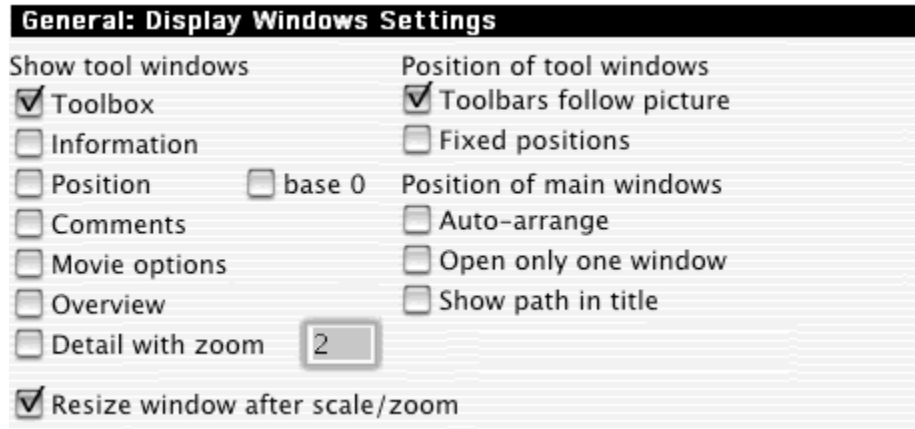 General: Display Windows Settings
Show tool windows
Toolbox
Information
Position base 0
Comments
Movie options
Overview
Detail with zoom 2
Resize window after scale/zoom
Position of tool windows
Toolbars follow picture
Fixed positions
Position of main windows
Auto-arrange
Open only one window
Show path in title